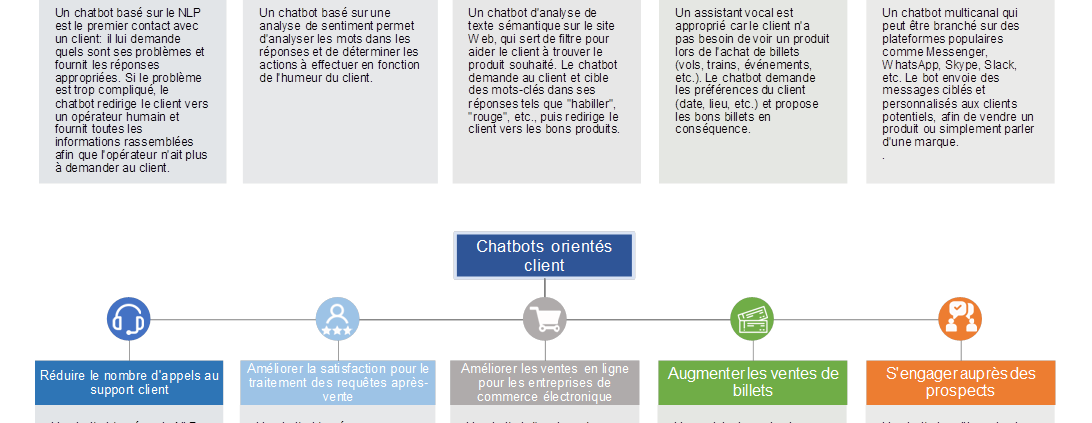 Un chatbot basé sur le NLP
est le premier contact avec
un client: il lui demande
quels sont ses problèmes et
fournit les réponses
appropriées. Si le problème
est trop compliqué, le
chatbot redirige le client vers
un opérateur humain et
fournit toutes les
informations rassemblées
afin que l'opérateur n'ait plus
à demander au client.
Un chatbot basé sur une
analyse de sentiment permet
d'analyser les mots dans les
réponses et de déterminer les
actions à effectuer en fonction
de l'humeur du client.
Un chatbot d'analyse de
texte sémantique sur le site
Web, qui sert de filtre pour
aider le client à trouver le
produit souhaité. Le chatbot
demande au client et cible
des mots-clés dans ses
réponses tels que "habiller",
"rouge", etc., puis redirige le
client vers les bons produits.
Un assistant vocal est
approprié car le client n'a
pas besoin de voir un produit
lors de l'achat de billets
(vols, trains, événements,
etc.). Le chatbot demande
les préférences du client
(date, lieu, etc.) et propose
les bons billets en
conséquence.
Un chatbot multicanal qui
peut être branché sur des
plateformes populaires
comme Messenger,
WhatsApp, Skype, Slack,
etc. Le bot envoie des
messages ciblés et
personnalisés aux clients
potentiels, afin de vendre un
produit ou simplement parler
d'une marque.
.
Chatbots orientés
client
Réduire le nombre d'appels au
support client
Améliorer la satisfaction pour le
traitement des requêtes après-
vente
Améliorer les ventes en ligne
pour les entreprises de
commerce électronique
Augmenter les ventes de
billets
S'engager auprès des
prospects